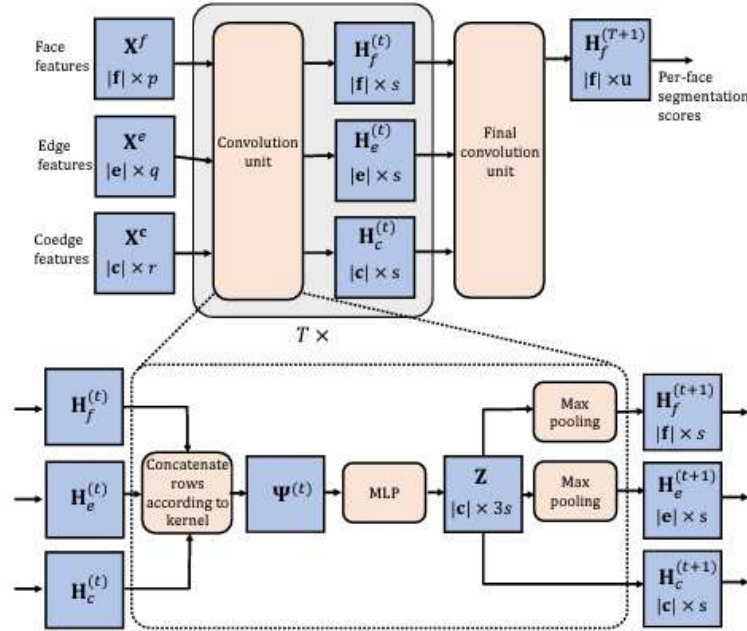 Face
features
X^f
|f| × p
H_f^(t)
|f| × s
H_f^(T+1)
|f| × u
Per-face
segmentation
scores
Edge
features
X^e
|e| × q
Convolution
unit
H_e^(t)
|e| × s
Final
convolution
unit
Coedge
features
X^c
|c| × r
H_c^(t)
|c| × s
T ×
H_f^(t)
Max
pooling
H_f^(t+1)
|f| × s
H_e^(t)
Concatenate
rows
according to
kernel
Ψ^(t)
MLP
Z
|c| × 3s
Max
pooling
H_e^(t+1)
|e| × s
H_c^(t)
H_c^(t+1)
|c| × s